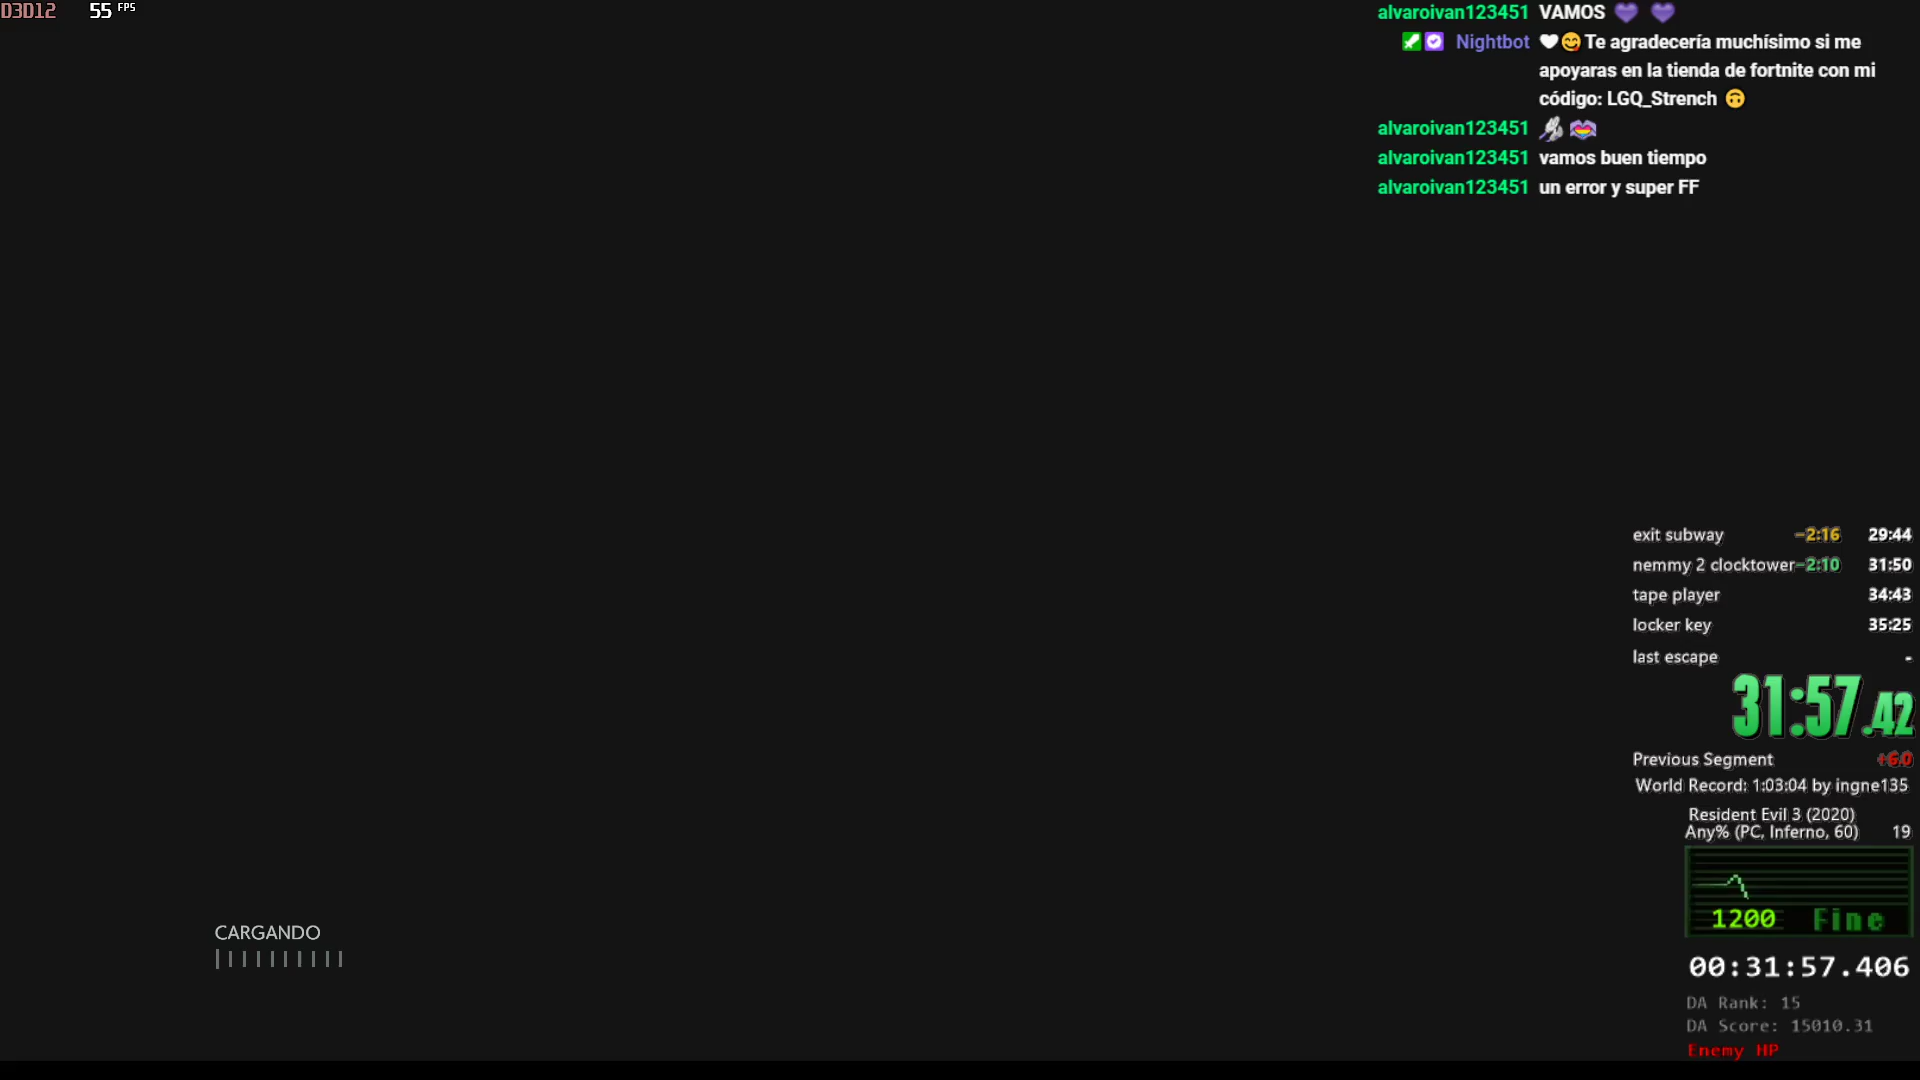 D3D12 55 FPS
alvaroivan123451 VAMOS 💜 💜
Nightbot 🤍😋Te agradecería muchísimo si me
apoyaras en la tienda de fortnite con mi
código: LGQ_Strench 🙃
alvaroivan123451
alvaroivan123451 vamos buen tiempo
alvaroivan123451 un error y super FF
exit subway -2:16 29:44
nemmy 2 clocktower-2:10 31:50
tape player 34:43
locker key 35:25
last escape -
31:57.42
Previous Segment +6.0
World Record: 1:03:04 by ingne135
Resident Evil 3 (2020)
Any% (PC, Inferno, 60) 19
1200 Fine
CARGANDO
00:31:57.406
DA Rank: 15
DA Score: 15010.31
Enemy HP